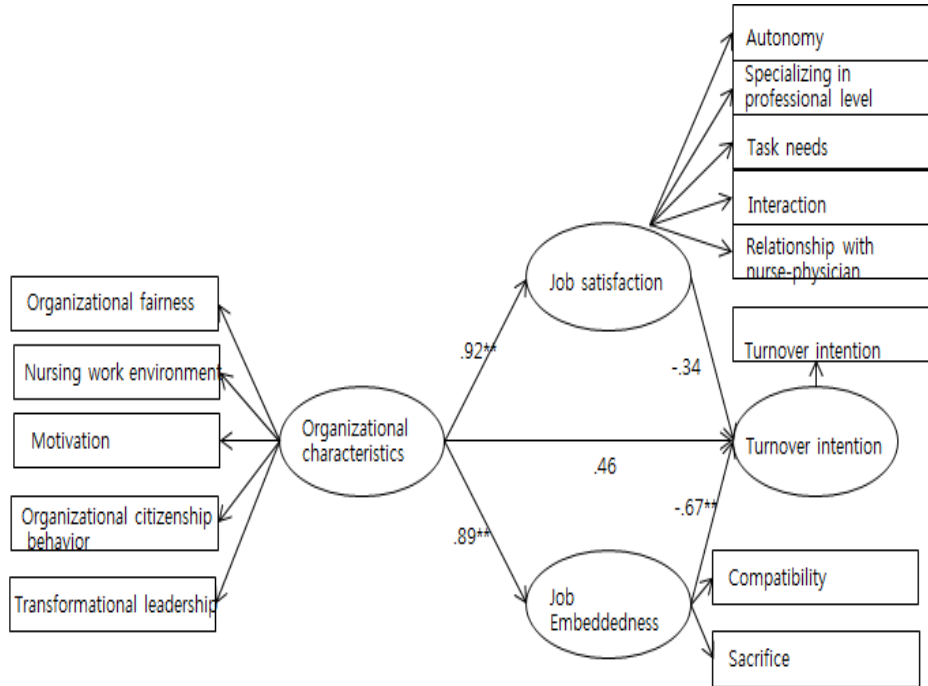 Autonomy
Specializing in
professional level
Task needs
Interaction
Relationship with
nurse-physician
Job satisfaction
Organizational fairness
Nursing work environment
Motivation
Organizational citizenship
behavior
Transformational leadership
Organizational
characteristics
.92**
-.34
.46
.89**
-.67**
Turnover intention
Turnover intention
Job
Embeddedness
Compatibility
Sacrifice